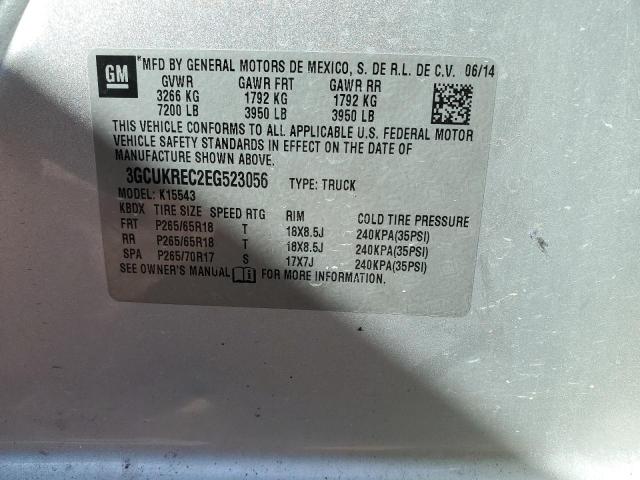 GM
*MFD BY GENERAL MOTORS DE MEXICO, S. DE R.L. DE C.V. 06/14
GVWR GAWR FRT GAWR RR
3266 KG 1792 KG 1792 KG
7200 LB 3950 LB 3950 LB
THIS VEHICLE CONFORMS TO ALL APPLICABLE U.S. FEDERAL MOTOR
VEHICLE SAFETY STANDARDS IN EFFECT ON THE DATE OF
MANUFACTURE SHOWN ABOVE.
3GCUKREC2EG523056 TYPE: TRUCK
MODEL: K15543
KBDX TIRE SIZE SPEED RTG RIM COLD TIRE PRESSURE
FRT P265/65R18 T 18X8.5J 240KPA(35PSI)
RR P265/65R18 T 18X8.5J 240KPA(35PSI)
SPA P265/70R17 S 17X7J 240KPA(35PSI)
SEE OWNER'S MANUAL FOR MORE INFORMATION.